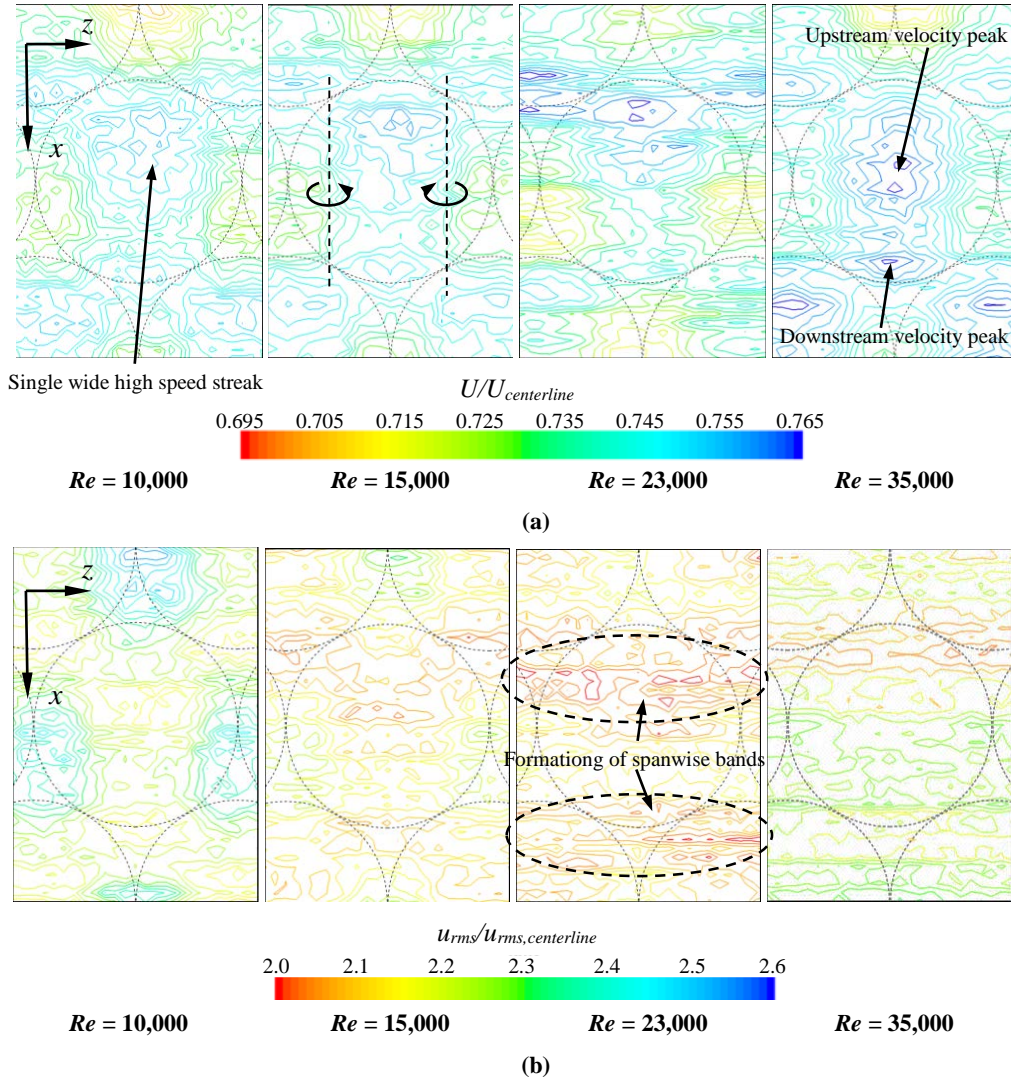 z
x
Upstream velocity peak
Downstream velocity peak
Single wide high speed streak
U/Ucenterline
0.695 0.705 0.715 0.725 0.735 0.745 0.755 0.765
Re = 10,000 Re = 15,000 Re = 23,000 Re = 35,000
(a)
z
x
Formationg of spanwise bands
urms/urms,centerline
2.0 2.1 2.2 2.3 2.4 2.5 2.6
Re = 10,000 Re = 15,000 Re = 23,000 Re = 35,000
(b)